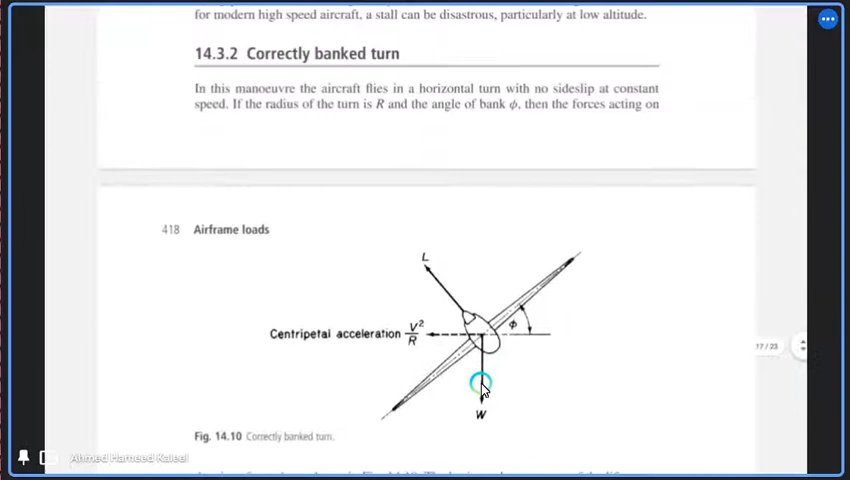 for modern high speed aircraft, a stall can be disastrous, particularly at low altitude.
14.3.2 Correctly banked turn
In this manoeuvre the aircraft flies in a horizontal turn with no sideslip at constant
speed. If the radius of the turn is R and the angle of bank ϕ, then the forces acting on
418 Airframe loads
L
ϕ
Centripetal acceleration V²/R
17 / 23
W
Fig. 14.10 Correctly banked turn.
Ahmed Hameed Kaleel